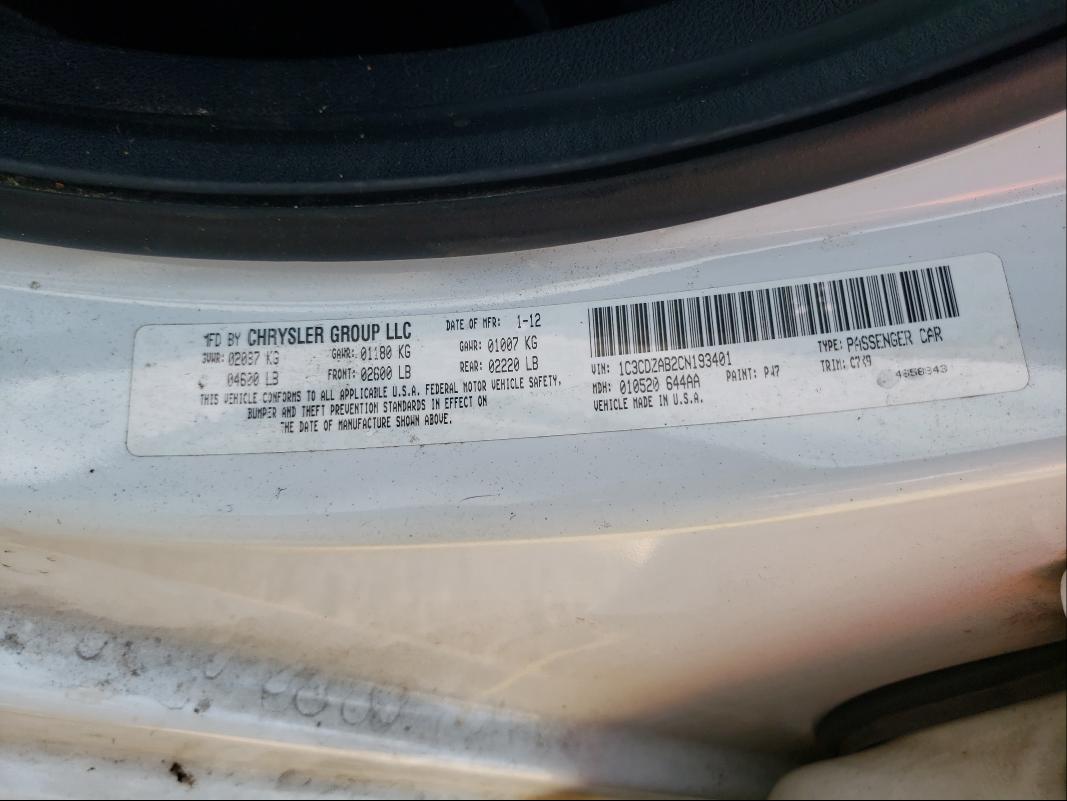 MFD BY CHRYSLER GROUP LLC DATE OF MFR: 1-12
GVWR: 02087 KG GAWR: 01180 KG GAWR: 01007 KG
04600 LB FRONT: 02600 LB REAR: 02220 LB
THIS VEHICLE CONFORMS TO ALL APPLICABLE U.S.A. FEDERAL MOTOR VEHICLE SAFETY,
BUMPER AND THEFT PREVENTION STANDARDS IN EFFECT ON
THE DATE OF MANUFACTURE SHOWN ABOVE.
VIN: 1C3CDZAB2CN193401 TYPE: PASSENGER CAR
MDH: 010520 644AA PAINT: PW7 TRIM:
VEHICLE MADE IN U.S.A.